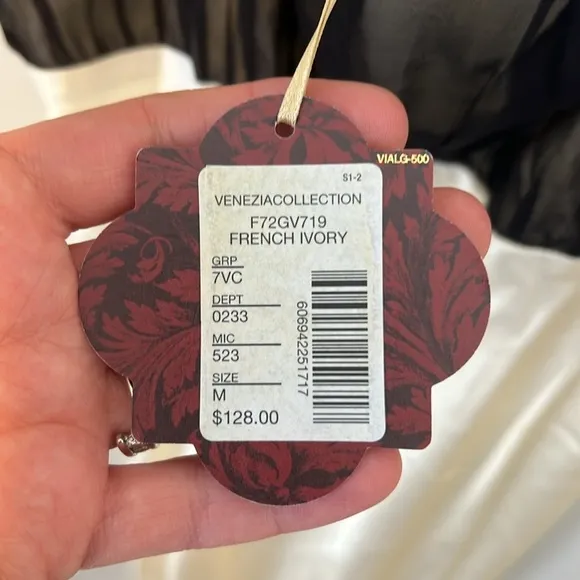 VIALG-500
S1-2
VENEZIACOLLECTION
F72GV719
FRENCH IVORY
GRP
7VC
DEPT
0233
MIC
523
SIZE
M
$128.00
606942251717